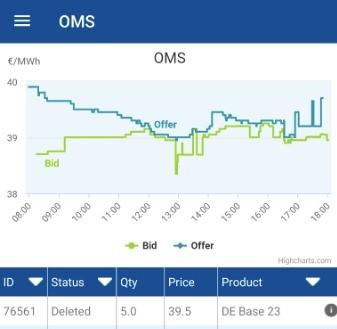 OMS
€/MWh
OMS
40
39
38
Offer
Bid
08:00 09:00 10:00 11:00 12:00 13:00 14:00 15:00 16:00 17:00 18:00
Bid Offer
Highcharts.com
ID Status Qty Price Product
76561 Deleted 5.0 39.5 DE Base 23